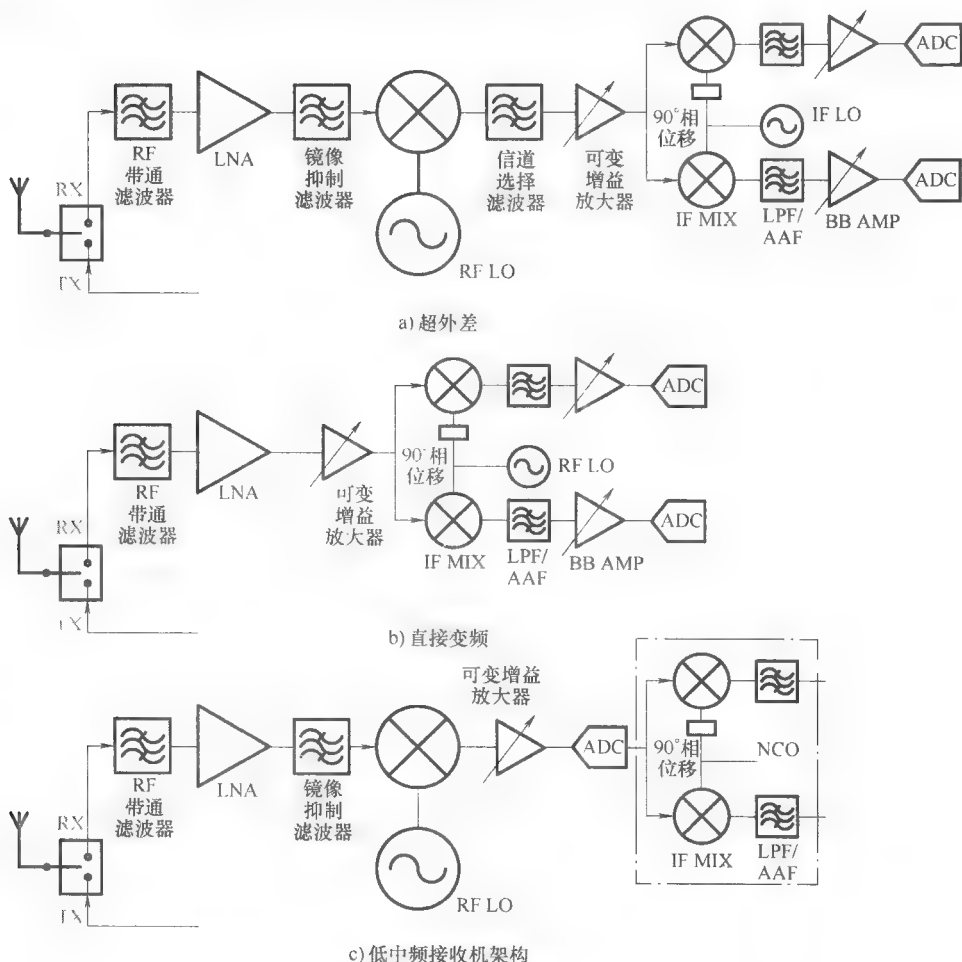 ADC
IF LO
90°相
位移
RF
带通
滤波器
LNA
镜像
抑制
滤波器
信道
选择
滤波器
可变
增益
放大器
RX
IF MIX
LPF/
AAF
BB AMP
ADC
RF LO
TX
a) 超外差
ADC
90°相
位移
RF LO
RF
带通
滤波器
LNA
可变
增益
放大器
RX
IF MIX
LPF/
AAF
BB AMP
ADC
TX
b) 直接变频
可变增益
放大器
ADC
90°相
位移
NCO
RF
带通
滤波器
LNA
镜像
抑制
滤波器
RX
IF MIX
LPF/
AAF
RF LO
TX
c) 低中频接收机架构